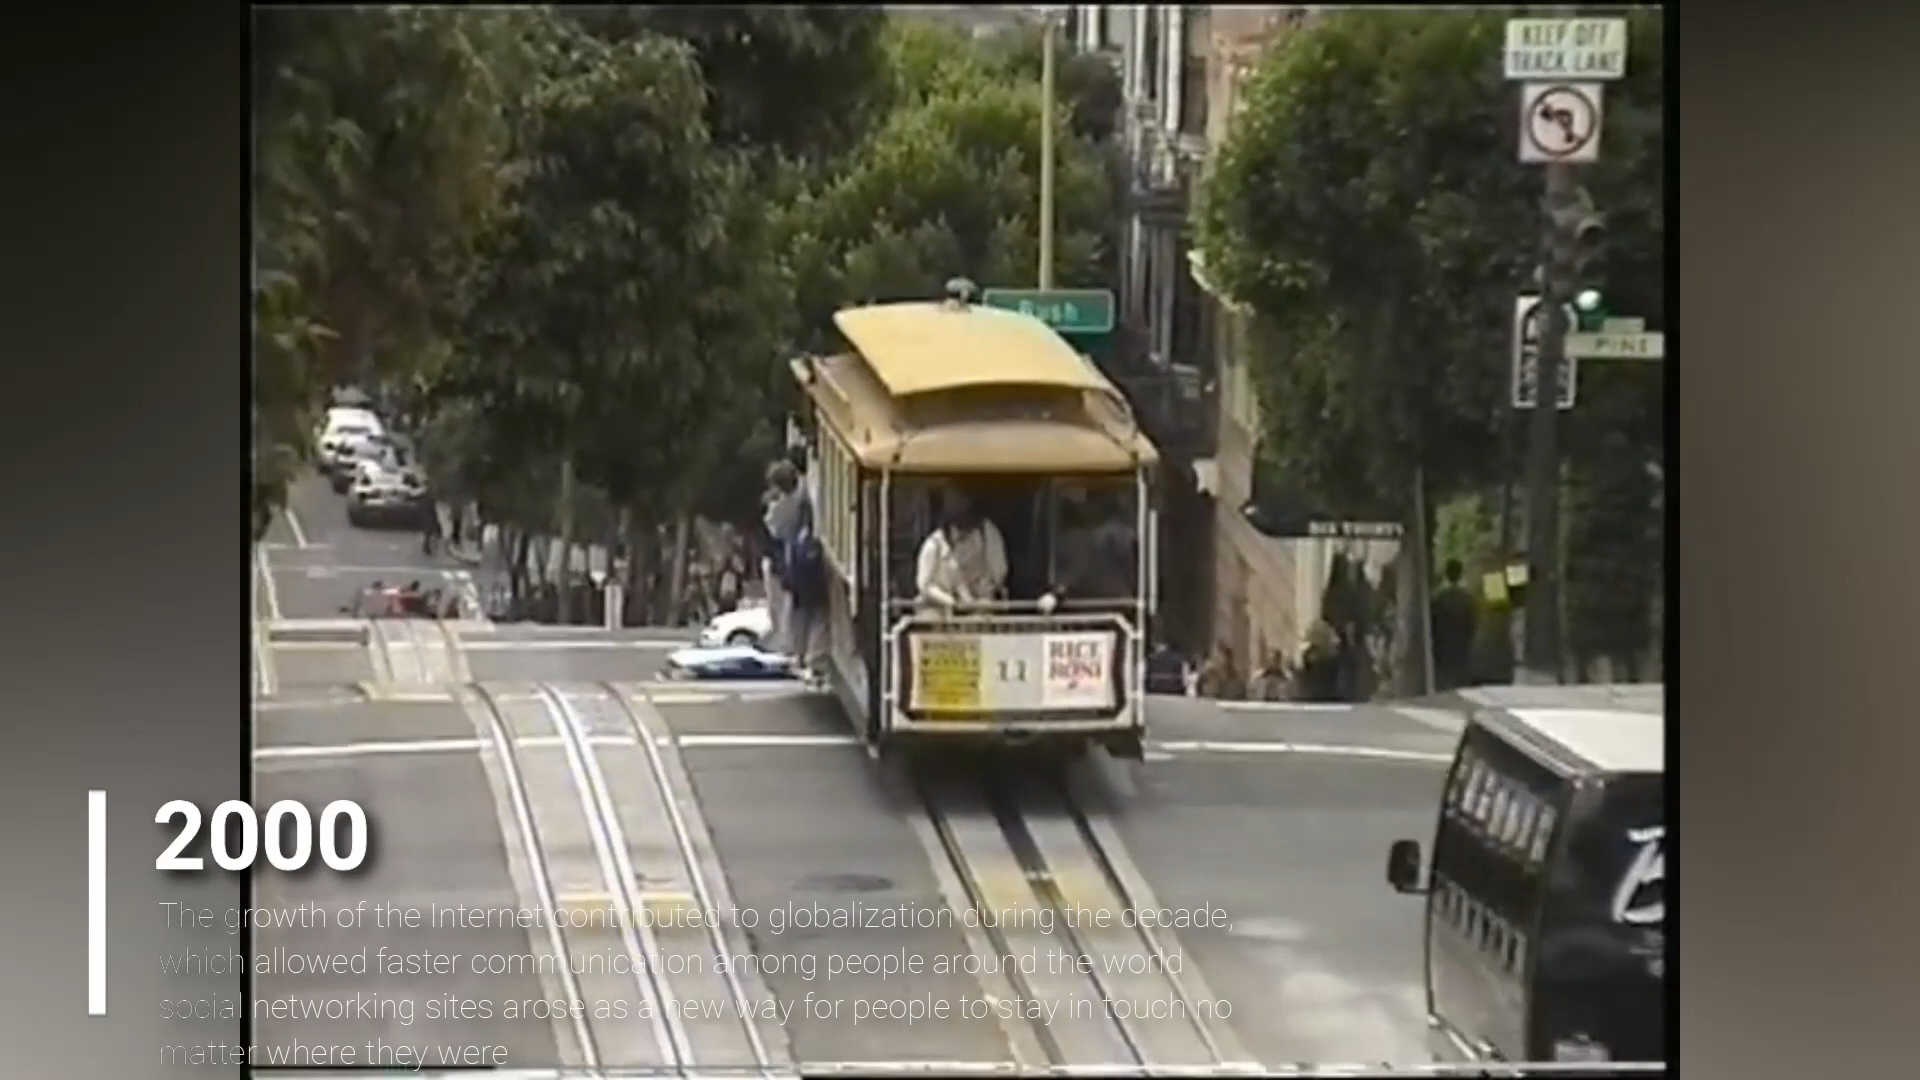 KEEP OFF
TRACK LANE
Bush
PINE
11
RICE
RONI
2000
The growth of the Internet contributed to globalization during the decade,
which allowed faster communication among people around the world
social networking sites arose as a new way for people to stay in touch no
matter where they were